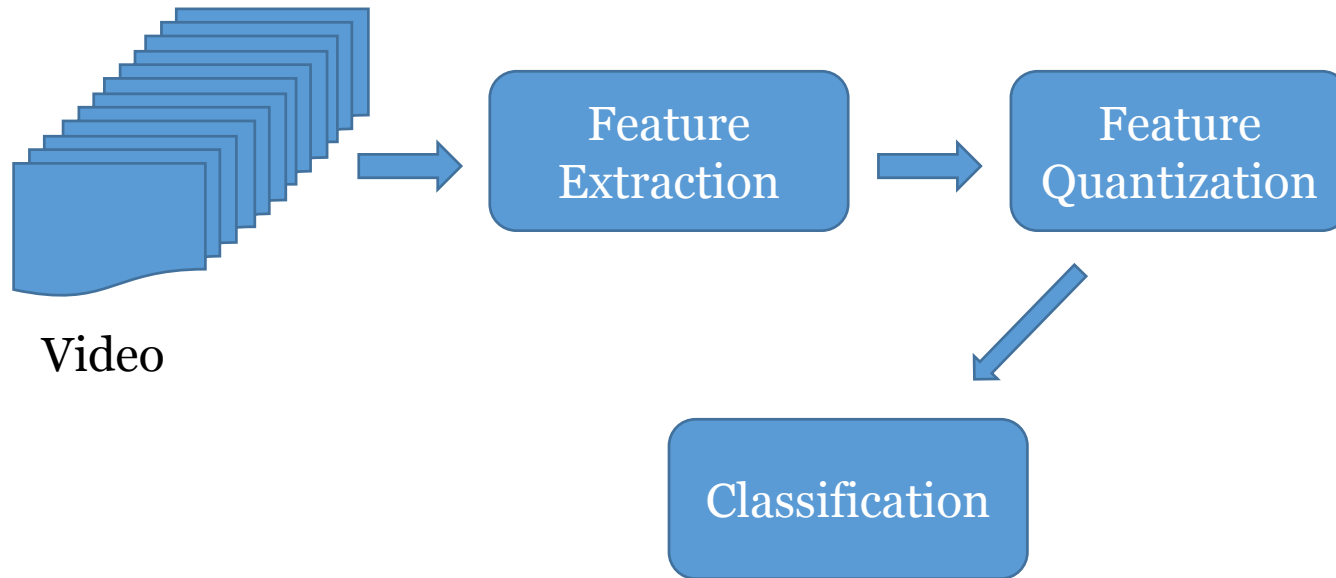 Feature
Extraction
Feature
Quantization
Video
Classification